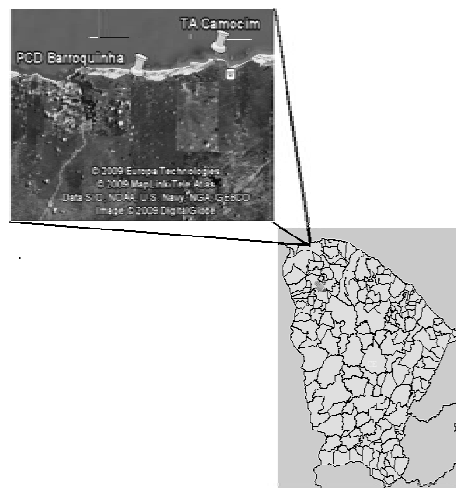 TA Camocim
PCD Barroquinha
© 2009 Europa Technologies
© 2009 MapLink/Tele Atlas
Data SIO, NOAA, U.S. Navy, NGA, GEBCO
Image © 2009 DigitalGlobe